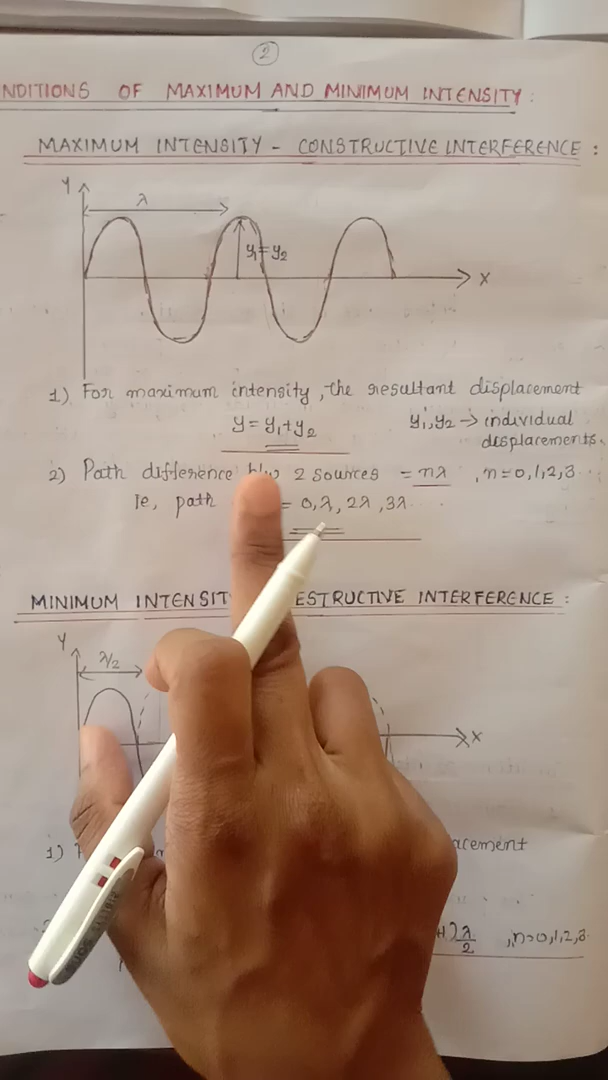 2
NDITIONS OF MAXIMUM AND MINIMUM INTENSITY :
MAXIMUM INTENSITY - CONSTRUCTIVE INTERFERENCE :
Y
λ
y1=y2
X
1) For maximum intensity, the resultant displacement
y = y1+y2 y1, y2 → individual
displacements.
2) Path difference b/w 2 sources = nλ , n=0,1,2,3...
Ie, path = 0, λ, 2λ, 3λ....
MINIMUM INTENSIT ESTRUCTIVE INTERFERENCE :
Y
λ/2
X
1) acement
+1)λ/2 , n=0,1,2,3.